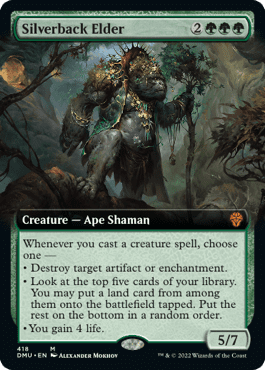 Silverback Elder 2
Creature — Ape Shaman
Whenever you cast a creature spell, choose
one —
• Destroy target artifact or enchantment.
• Look at the top five cards of your library.
You may put a land card from among
them onto the battlefield tapped. Put the
rest on the bottom in a random order.
•You gain 4 life.
5/7
418 M
DMU • EN Alexander Mokhov
™ & © 2022 Wizards of the Coast